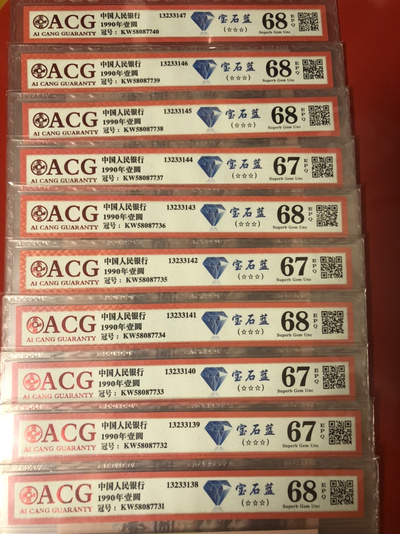 ACG
AI CANG GUARANTY
中国人民银行 13233147
1990年壹圆
冠号: KW58087740
宝石蓝
(☆☆☆)
68 EPQ
Superb Gem Unc
ACG
AI CANG GUARANTY
中国人民银行 13233146
1990年壹圆
冠号: KW58087739
宝石蓝
(☆☆☆)
68 EPQ
Superb Gem Unc
ACG
AI CANG GUARANTY
中国人民银行 13233145
1990年壹圆
冠号: KW58087738
宝石蓝
(☆☆☆)
68 EPQ
Superb Gem Unc
ACG
AI CANG GUARANTY
中国人民银行 13233144
1990年壹圆
冠号: KW58087737
宝石蓝
(☆☆☆)
67 EPQ
Superb Gem Unc
ACG
AI CANG GUARANTY
中国人民银行 13233143
1990年壹圆
冠号: KW58087736
宝石蓝
(☆☆☆)
68 EPQ
Superb Gem Unc
ACG
AI CANG GUARANTY
中国人民银行 13233142
1990年壹圆
冠号: KW58087735
宝石蓝
(☆☆☆)
67 EPQ
Superb Gem Unc
ACG
AI CANG GUARANTY
中国人民银行 13233141
1990年壹圆
冠号: KW58087734
宝石蓝
(☆☆☆)
68 EPQ
Superb Gem Unc
ACG
AI CANG GUARANTY
中国人民银行 13233140
1990年壹圆
冠号: KW58087733
宝石蓝
(☆☆☆)
67 EPQ
Superb Gem Unc
ACG
AI CANG GUARANTY
中国人民银行 13233139
1990年壹圆
冠号: KW58087732
宝石蓝
(☆☆☆)
67 EPQ
Superb Gem Unc
ACG
AI CANG GUARANTY
中国人民银行 13233138
1990年壹圆
冠号: KW58087731
宝石蓝
(☆☆☆)
68 EPQ
Superb Gem Unc